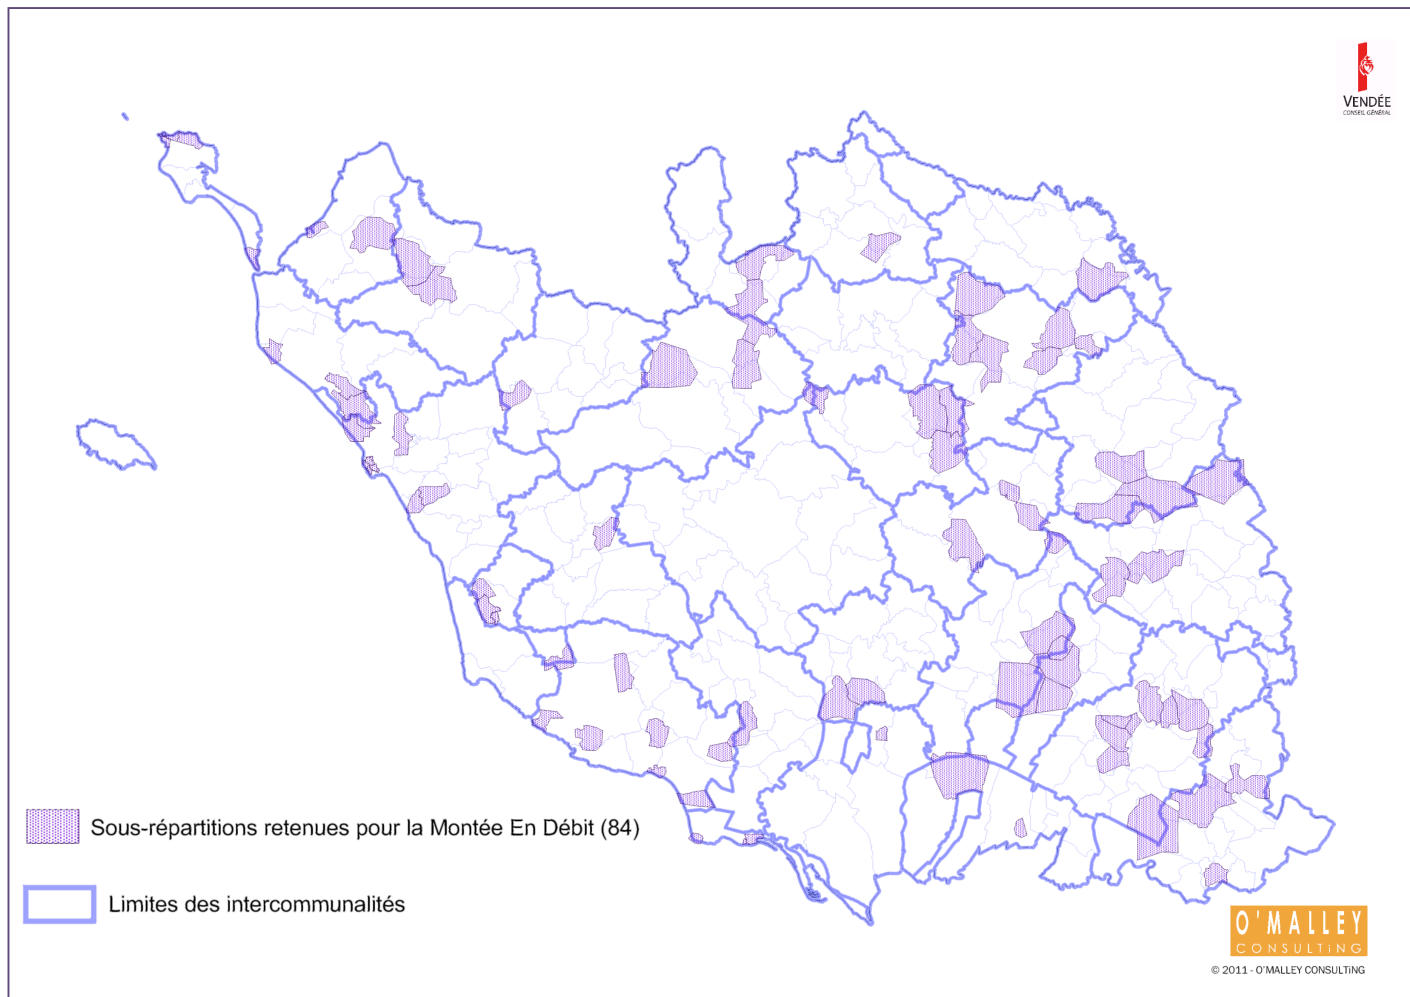 VENDÉE
CONSEIL GÉNÉRAL
Sous-répartitions retenues pour la Montée En Débit (84)
Limites des intercommunalités
O'MALLEY
CONSULTiNG
© 2011 - O'MALLEY CONSULTiNG